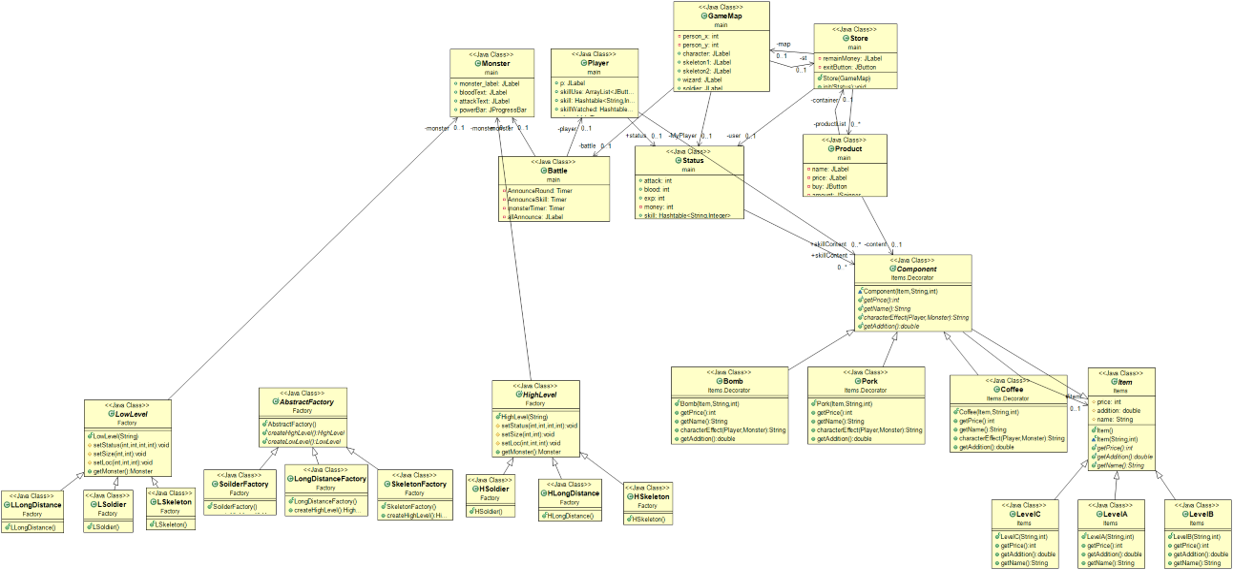 <<Java Class>>
GameMap
main
person_x: int
person_y: int
character: JLabel
skeleton1: JLabel
skeleton2: JLabel
wizard: JLabel
soldier: JLabel
<<Java Class>>
Store
main
remainMoney: JLabel
exitButton: JButton
Store(GameMap)
init(Status):void
-map
0..1
-st
0..1
<<Java Class>>
Monster
main
monster_label: JLabel
bloodText: JLabel
attackText: JLabel
powerBar: JProgressBar
<<Java Class>>
Player
main
p: JLabel
skillUse: ArrayList<JButt...
skill: Hashtable<String,In...
skillWatched: Hashtable...
-container
0..1
-productList
0..*
-monster 0..1
-monster
monster
0..1
-player
0..1
-battle
0..1
+status
0..1
-MyPlayer
0..1
-user
0..1
<<Java Class>>
Product
main
name: JLabel
price: JLabel
buy: JButton
amount: JSpinner
<<Java Class>>
Battle
main
AnnounceRound: Timer
AnnounceSkill: Timer
monsterTimer: Timer
allAnnounce: JLabel
<<Java Class>>
Status
main
attack: int
blood: int
exp: int
money: int
skill: Hashtable<String,Integer>
+skillContent 0..*
-content 0..1
+skillContent
0..*
<<Java Class>>
Component
Items.Decorator
Component(Item,String,int)
getPrice():int
getName():String
characterEffect(Player,Monster):String
getAddition():double
<<Java Class>>
Bomb
Items.Decorator
Bomb(Item,String,int)
getPrice():int
getName():String
characterEffect(Player,Monster):String
getAddition():double
<<Java Class>>
Pork
Items.Decorator
Pork(Item,String,int)
getPrice():int
getName():String
characterEffect(Player,Monster):String
getAddition():double
<<Java Class>>
Coffee
Items.Decorator
Coffee(Item,String,int)
getPrice():int
getName():String
characterEffect(Player,Monster):String
getAddition():double
0..1
<<Java Class>>
Item
Items
price: int
addition: double
name: String
Item()
Item(String,int)
getPrice():int
getAddition():double
getName():String
<<Java Class>>
LowLevel
Factory
LowLevel(String)
setStatus(int,int,int,int):void
setSize(int,int):void
setLoc(int,int,int):void
getMonster():Monster
<<Java Class>>
AbstractFactory
Factory
AbstractFactory()
createHighLevel():HighLevel
createLowLevel():LowLevel
<<Java Class>>
HighLevel
Factory
HighLevel(String)
setStatus(int,int,int,int):void
setSize(int,int):void
setLoc(int,int,int):void
getMonster():Monster
<<Java Class>>
LLongDistance
Factory
LLongDistance()
<<Java Class>>
LSoldier
Factory
LSoldier()
<<Java Class>>
LSkeleton
Factory
LSkeleton()
<<Java Class>>
SoilderFactory
Factory
SoilderFactory()
<<Java Class>>
LongDistanceFactory
Factory
LongDistanceFactory()
createHighLevel():High...
<<Java Class>>
SkeletonFactory
Factory
SkeletonFactory()
createHighLevel():Hi...
<<Java Class>>
HSoldier
Factory
HSoldier()
<<Java Class>>
HLongDistance
Factory
HLongDistance()
<<Java Class>>
HSkeleton
Factory
HSkeleton()
<<Java Class>>
LevelC
Items
LevelC(String,int)
getPrice():int
getAddition():double
getName():String
<<Java Class>>
LevelA
Items
LevelA(String,int)
getPrice():int
getAddition():double
getName():String
<<Java Class>>
LevelB
Items
LevelB(String,int)
getPrice():int
getAddition():double
getName():String